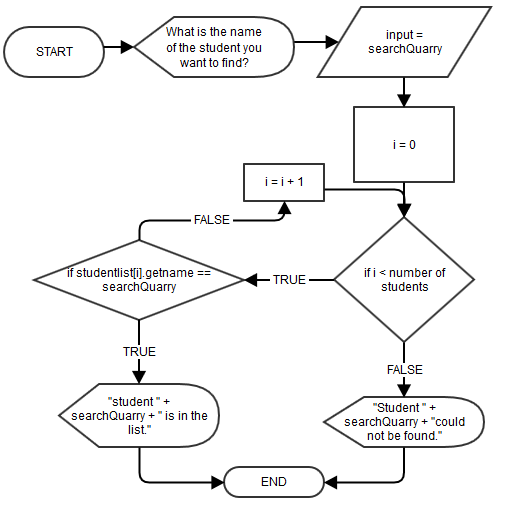 START
What is the name
of the student you
want to find?
input =
searchQuarry
i = 0
i = i + 1
FALSE
if studentlist[i].getname ==
searchQuarry
TRUE
if i < number of
students
TRUE
FALSE
"student " +
searchQuarry + " is in the
list."
"Student " +
searchQuarry + "could
not be found."
END